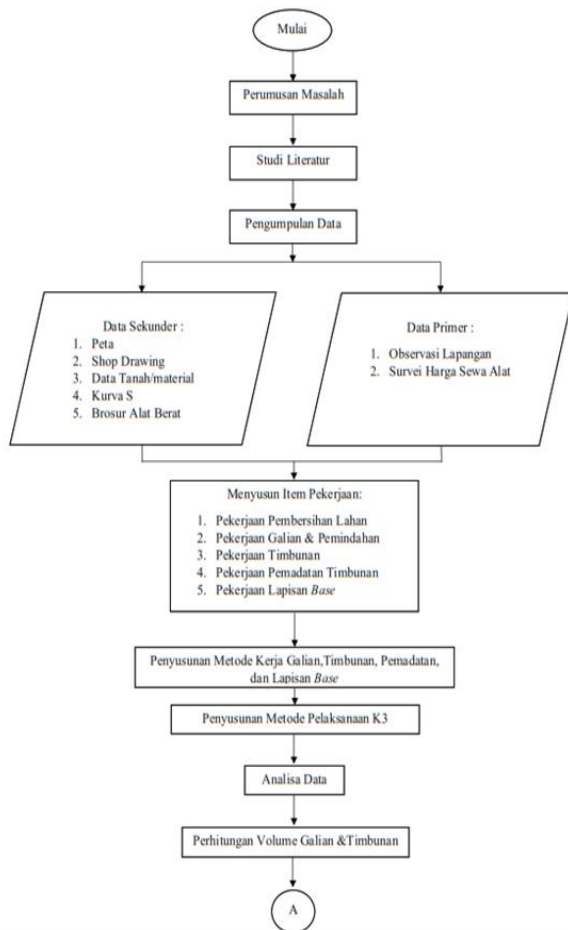 Mulai
Perumusan Masalah
Studi Literatur
Pengumpulan Data
Data Sekunder :
1. Peta
2. Shop Drawing
3. Data Tanah/material
4. Kurva S
5. Brosur Alat Berat
Data Primer :
1. Observasi Lapangan
2. Survei Harga Sewa Alat
Menyusun Item Pekerjaan:
1. Pekerjaan Pembersihan Lahan
2. Pekerjaan Galian & Pemindahan
3. Pekerjaan Timbunan
4. Pekerjaan Pemadatan Timbunan
5. Pekerjaan Lapisan Base
Penyusunan Metode Kerja Galian,Timbunan, Pemadatan,
dan Lapisan Base
Penyusunan Metode Pelaksanaan K3
Analisa Data
Perhitungan Volume Galian &Timbunan
A